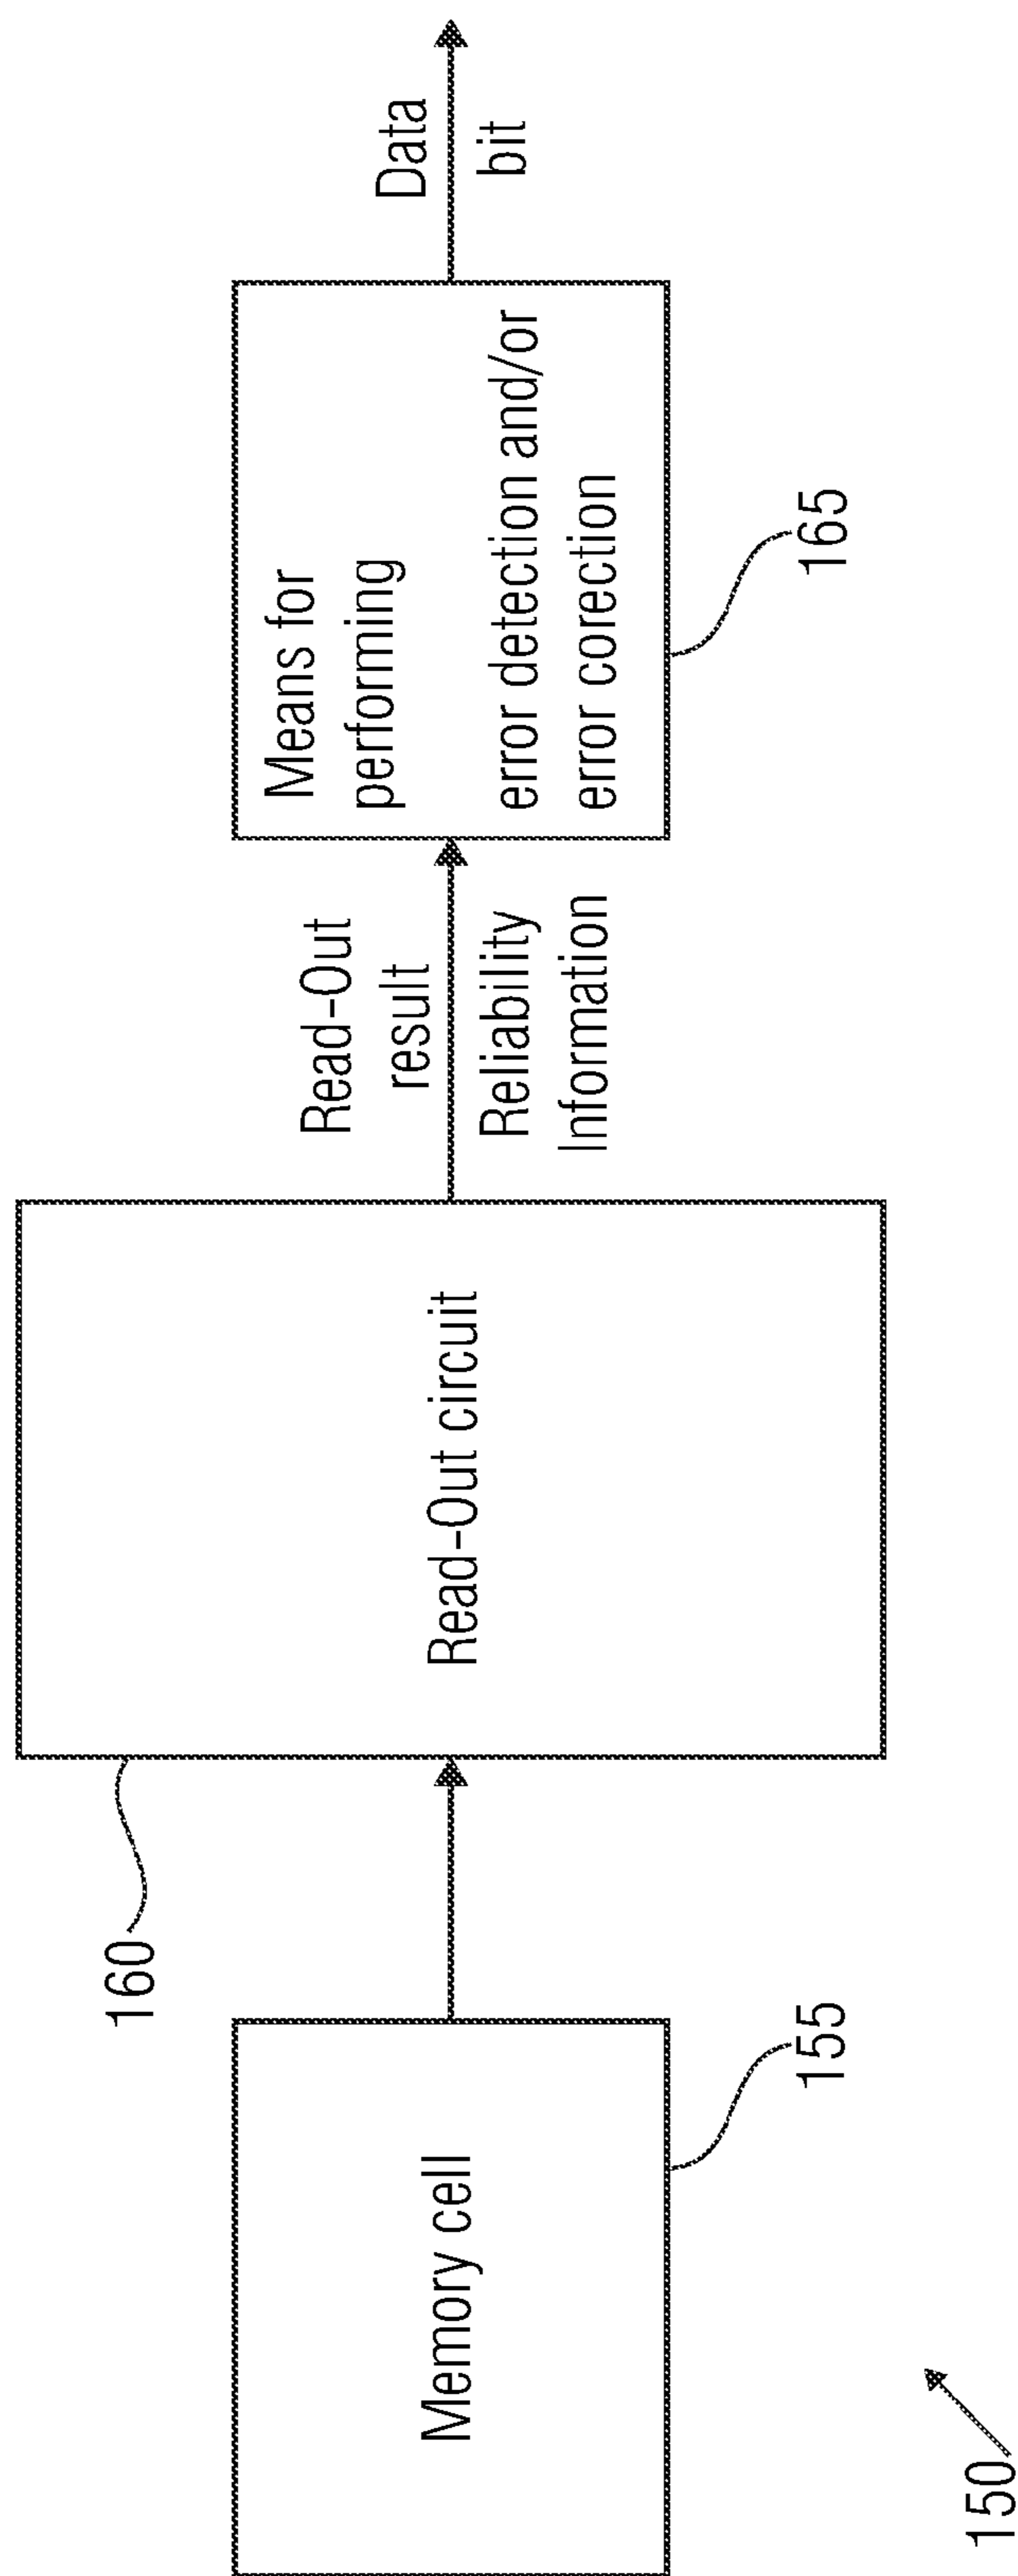 Memory cell
155
160
Read-Out circuit
Read-Out
result
Reliability
Information
Means for
performing
error detection and/or
error corection
165
Data
bit
150